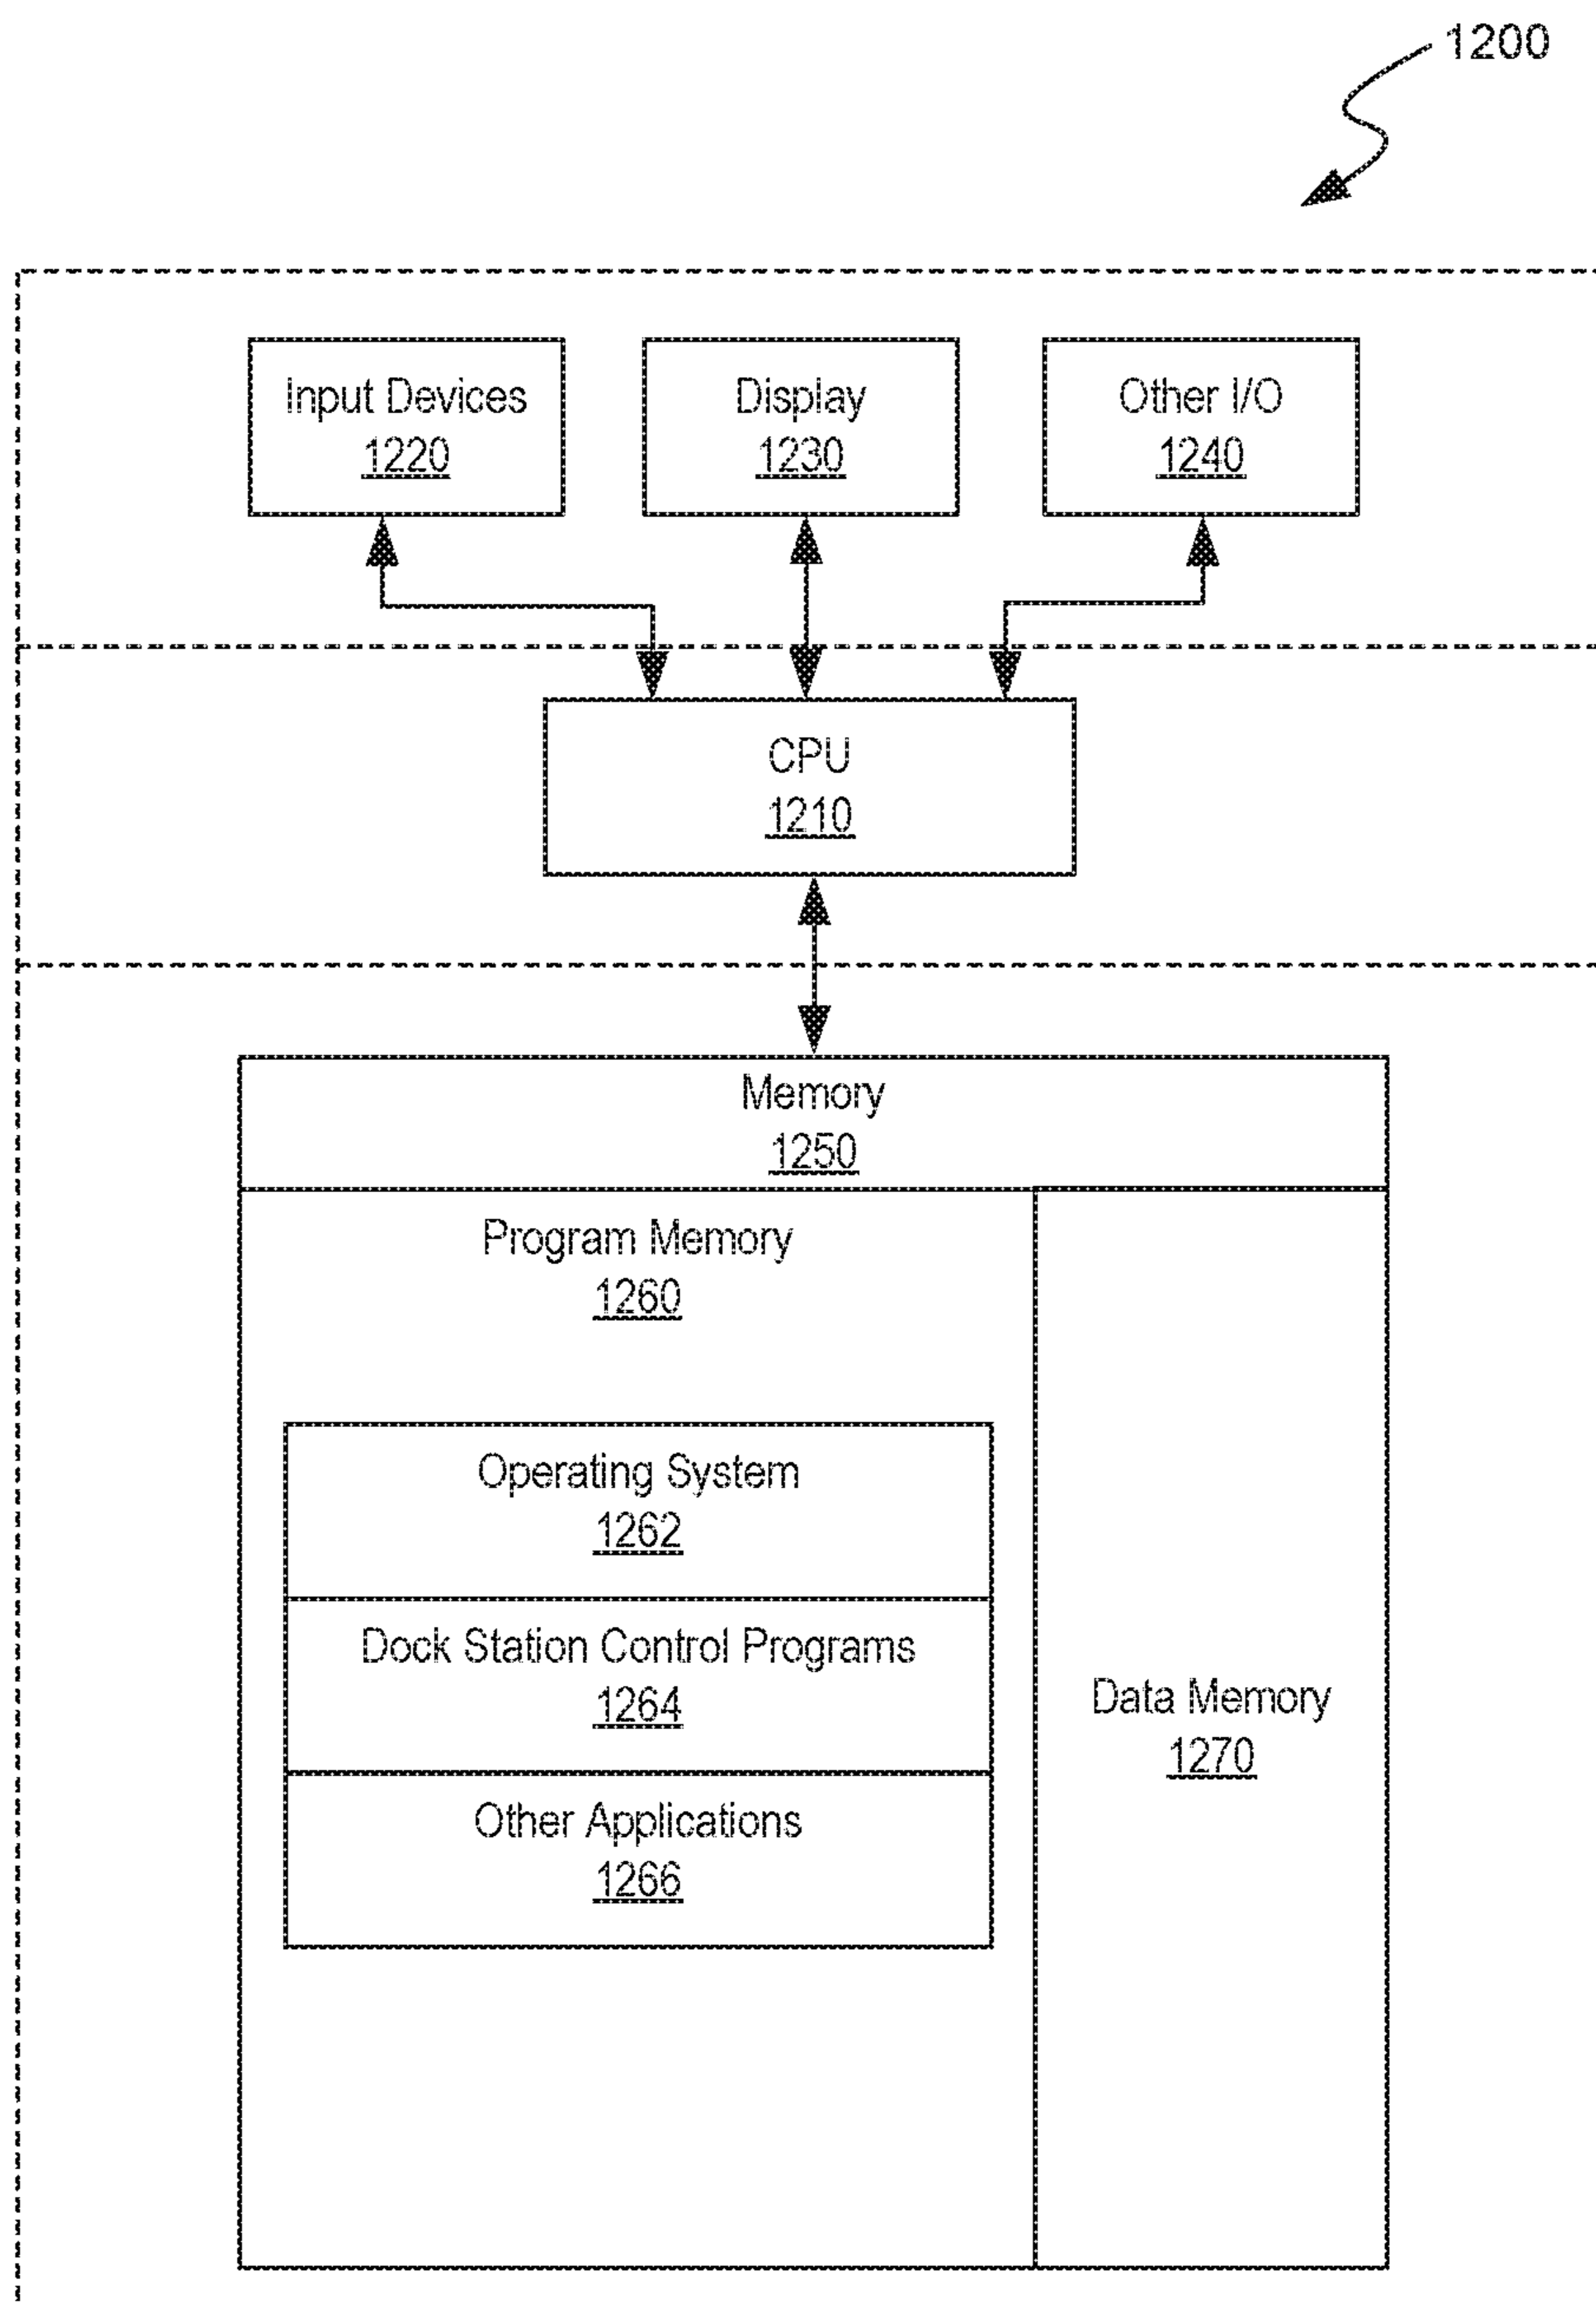 1200
Input Devices
1220
Display
1230
Other I/O
1240
CPU
1210
Memory
1250
Program Memory
1260
Operating System
1262
Dock Station Control Programs
1264
Other Applications
1266
Data Memory
1270